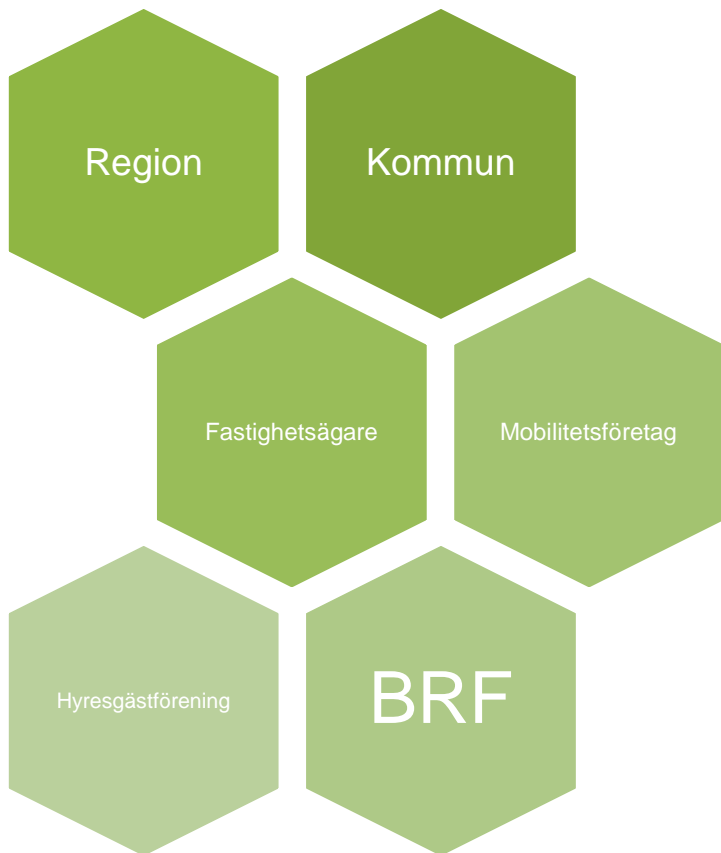 Region
Kommun
Fastighetsägare
Mobilitetsföretag
Hyresgästförening
BRF